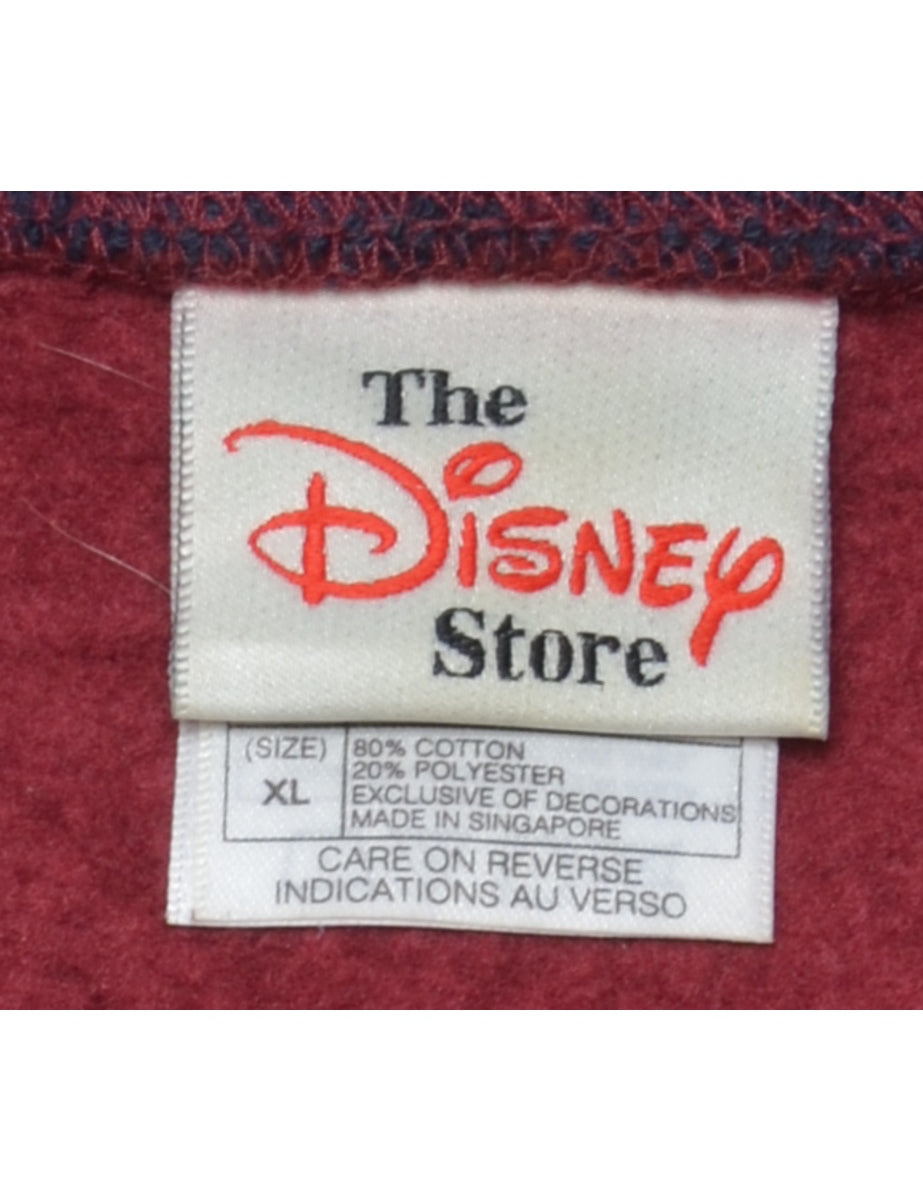 The
Disney
Store
(SIZE)
XL
80% COTTON
20% POLYESTER
EXCLUSIVE OF DECORATIONS
MADE IN SINGAPORE
CARE ON REVERSE
INDICATIONS AU VERSO